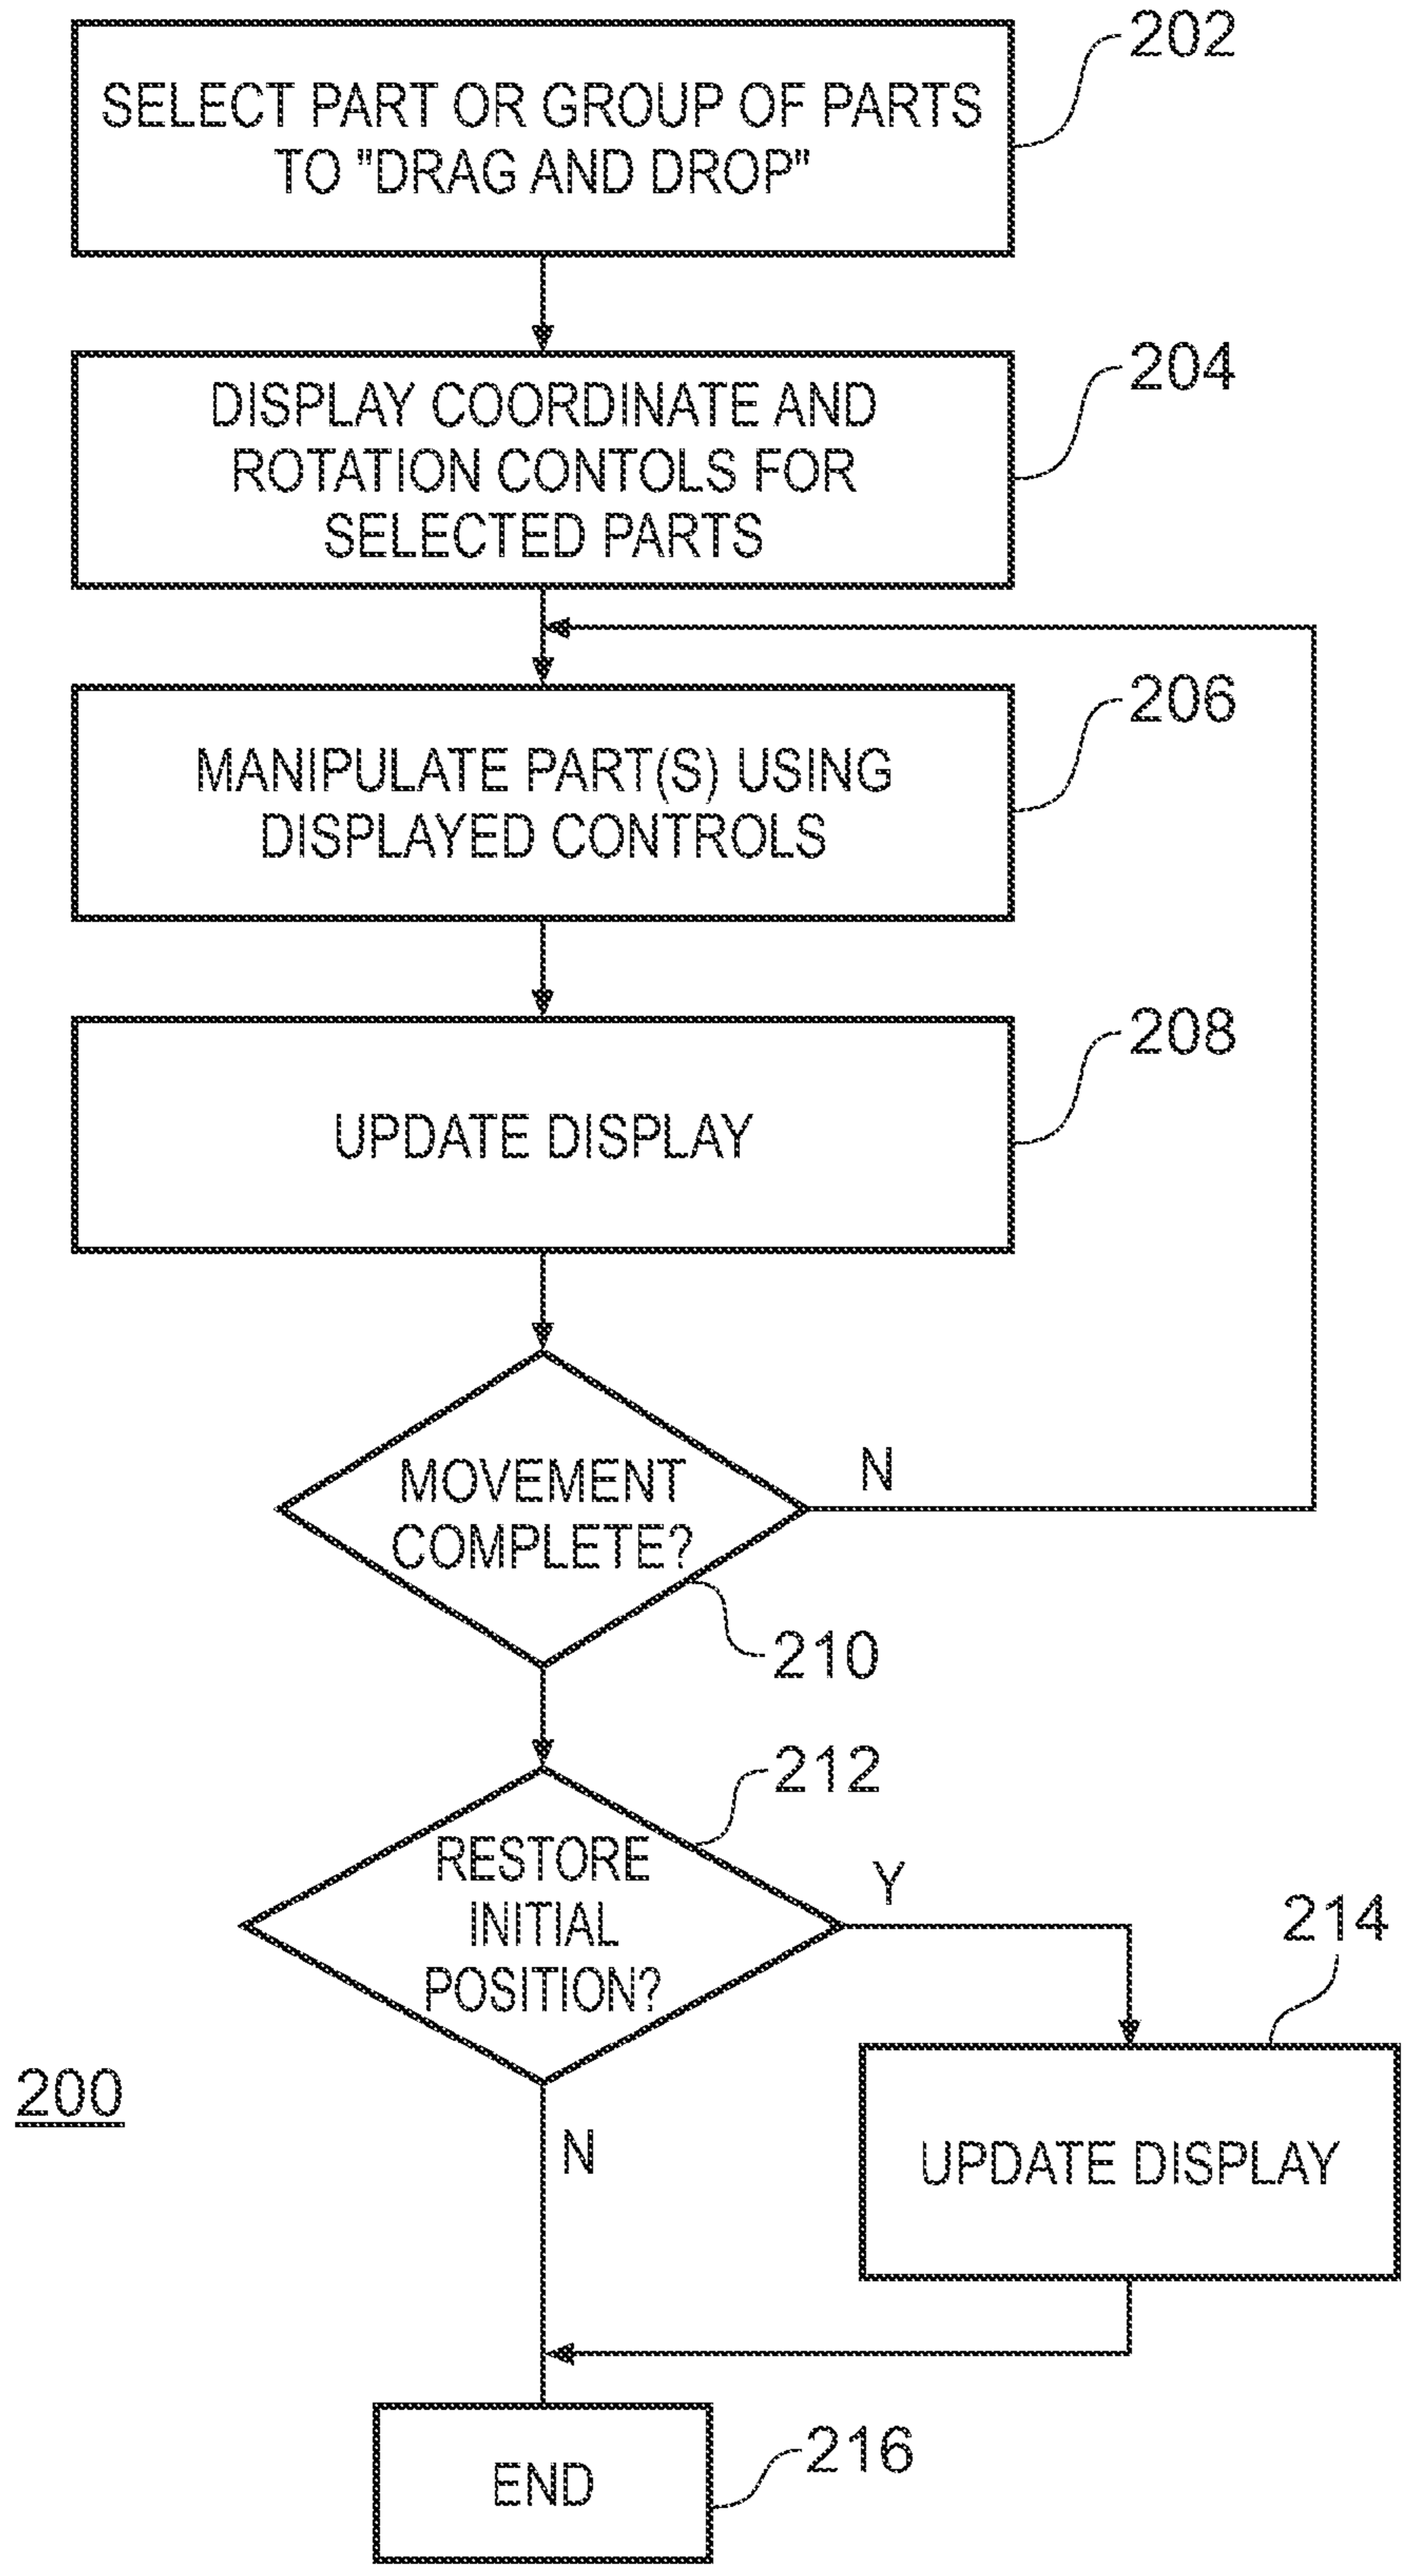 202
SELECT PART OR GROUP OF PARTS
TO "DRAG AND DROP"
204
DISPLAY COORDINATE AND
ROTATION CONTOLS FOR
SELECTED PARTS
206
MANIPULATE PART(S) USING
DISPLAYED CONTROLS
208
UPDATE DISPLAY
MOVEMENT
COMPLETE?
N
210
212
RESTORE
INITIAL
POSITION?
Y
214
200
N
UPDATE DISPLAY
216
END